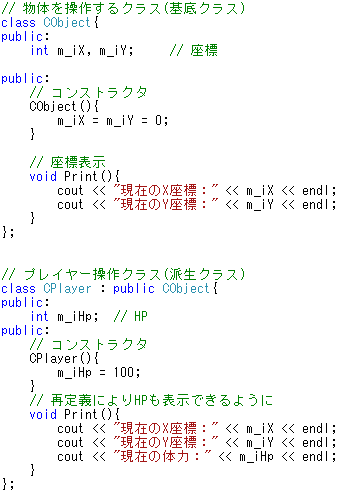 // 物体を操作するクラス(基底クラス)
class CObject{
public:
    int m_iX, m_iY;     // 座標

public:
    // コンストラクタ
    CObject(){
        m_iX = m_iY = 0;
    }

    // 座標表示
    void Print(){
        cout << "現在のX座標：" << m_iX << endl;
        cout << "現在のY座標：" << m_iY << endl;
    }
};


// プレイヤー操作クラス(派生クラス)
class CPlayer : public CObject{
public:
    int m_iHp;  // HP
public:
    // コンストラクタ
    CPlayer(){
        m_iHp = 100;
    }
    // 再定義によりHPも表示できるように
    void Print(){
        cout << "現在のX座標：" << m_iX << endl;
        cout << "現在のY座標：" << m_iY << endl;
        cout << "現在の体力：" << m_iHp << endl;
    }
};